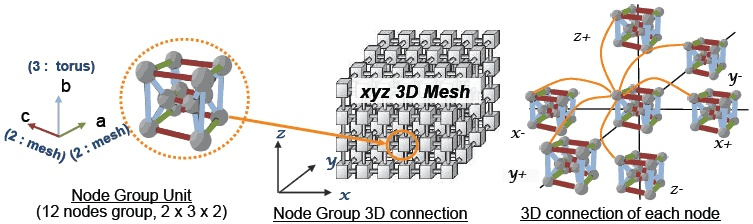 (3 : torus)
b
c
a
(2 : mesh)
(2 : mesh)
Node Group Unit
(12 nodes group, 2 x 3 x 2)
xyz 3D Mesh
z
y
x
Node Group 3D connection
z+
y-
x-
x+
y+
z-
3D connection of each node